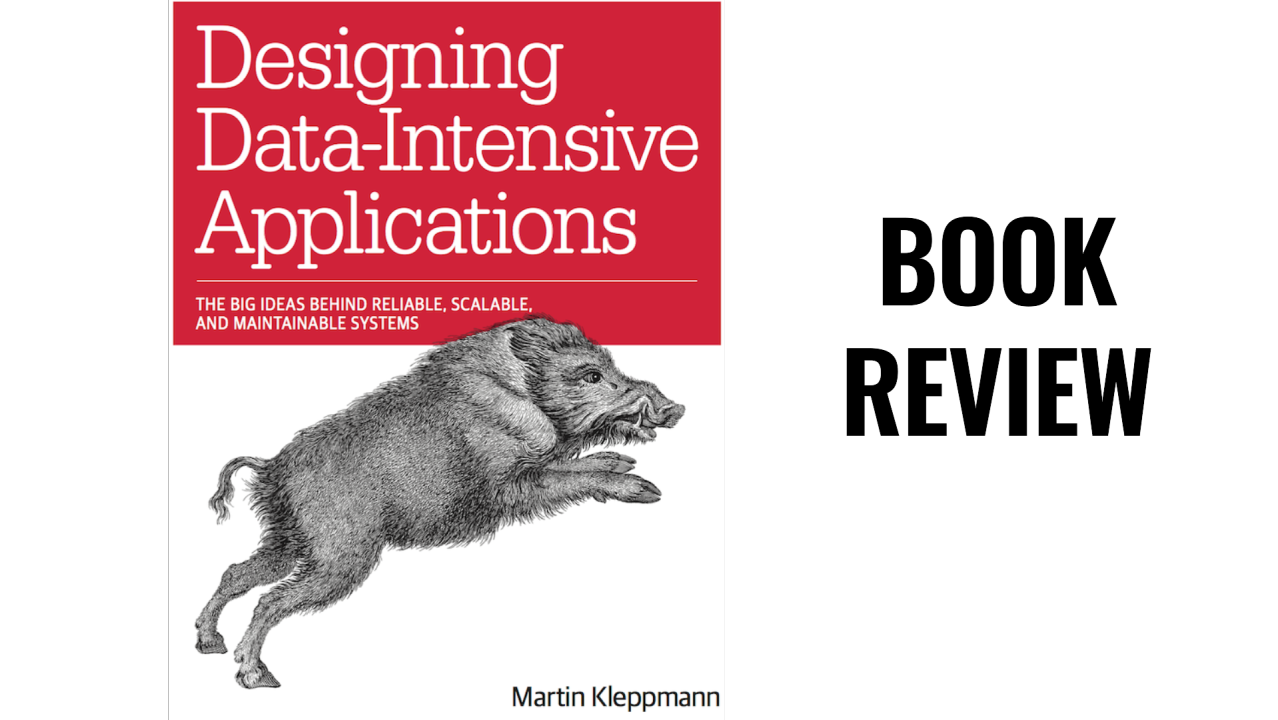 Designing
Data-Intensive
Applications
THE BIG IDEAS BEHIND RELIABLE, SCALABLE,
AND MAINTAINABLE SYSTEMS
Martin Kleppmann
BOOK
REVIEW